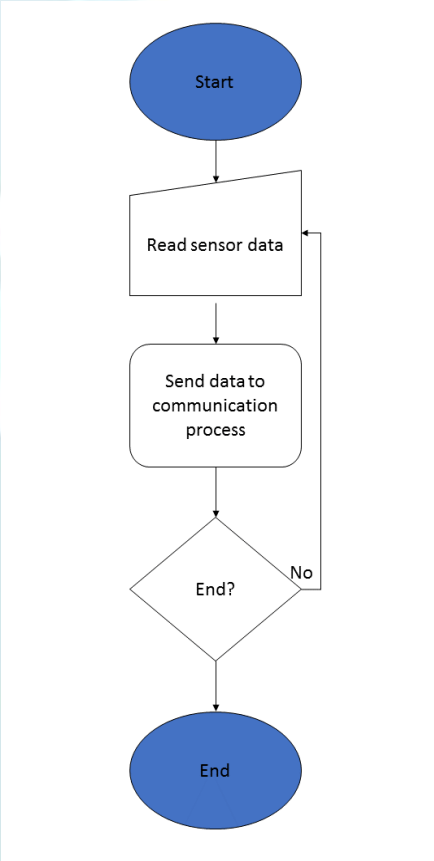 Start
Read sensor data
Send data to
communication
process
No
End?
End